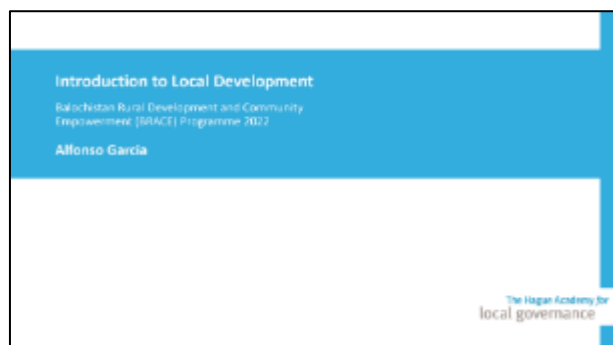 Introduction to Local Development
Balochistan Rural Development and Community
Empowerment (BRACE) Programme 2022
Alfonso Garcia
The Hague Academy for
local governance